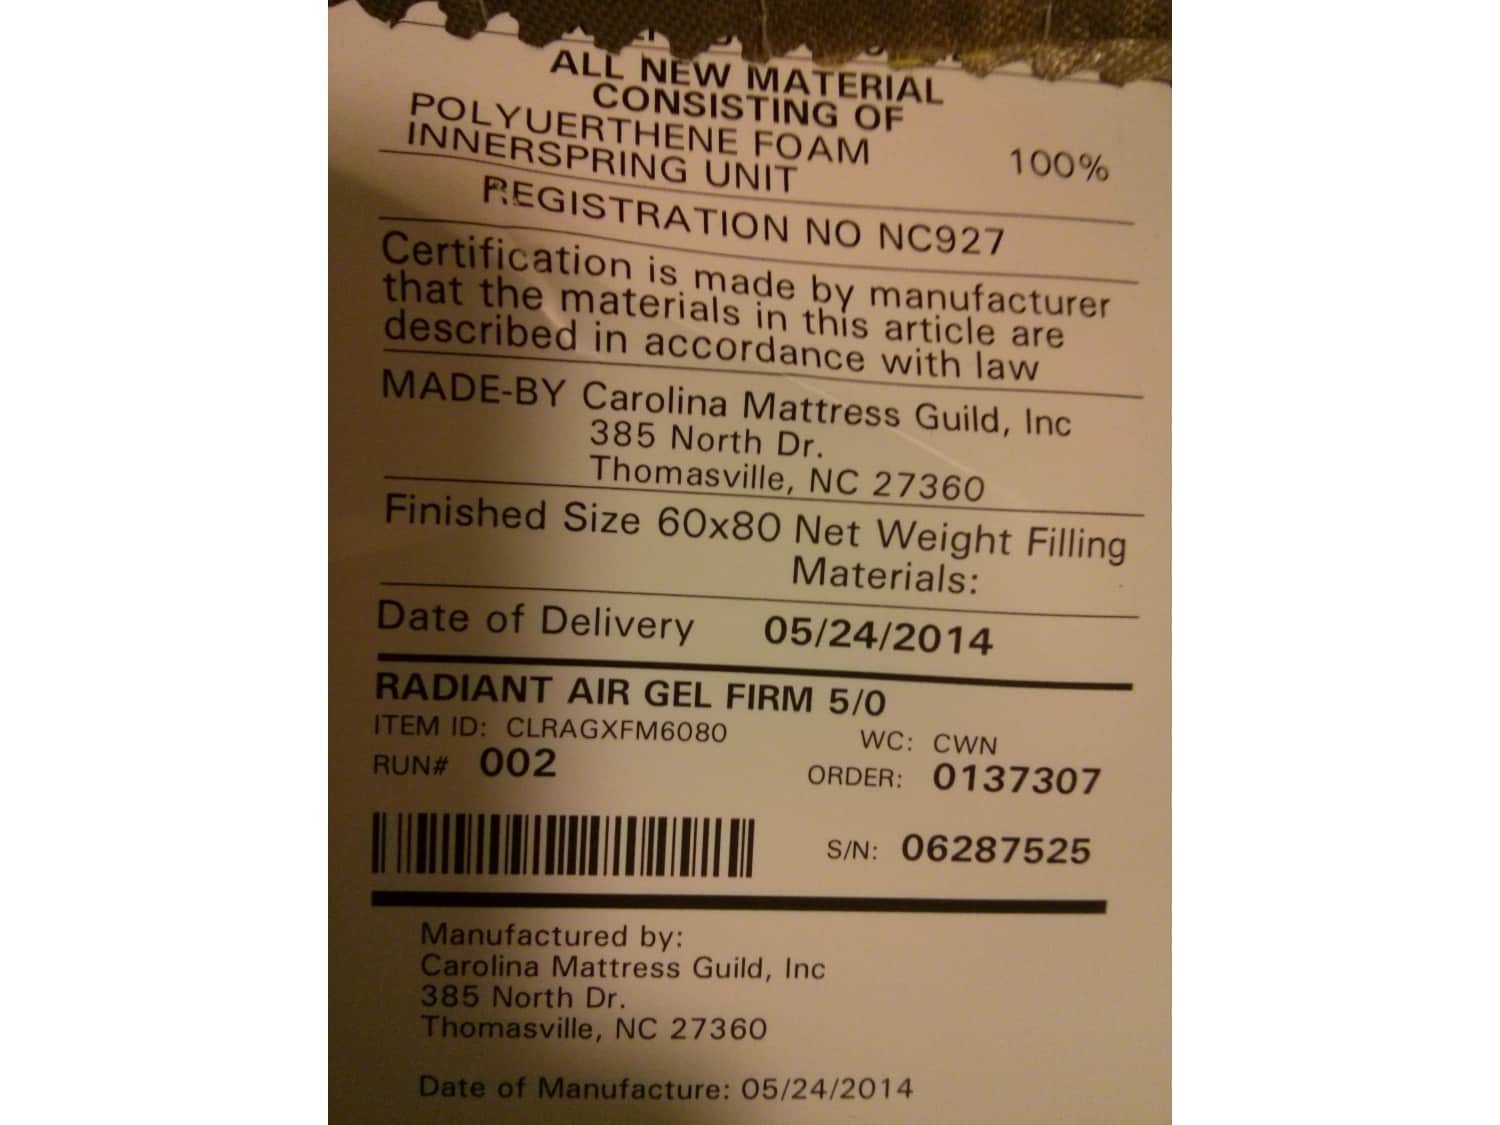 ALL NEW MATERIAL
CONSISTING OF
POLYUERTHENE FOAM 100%
INNERSPRING UNIT
REGISTRATION NO NC927
Certification is made by manufacturer
that the materials in this article are
described in accordance with law
MADE-BY Carolina Mattress Guild, Inc
385 North Dr.
Thomasville, NC 27360
Finished Size 60x80 Net Weight Filling
Materials:
Date of Delivery 05/24/2014
RADIANT AIR GEL FIRM 5/0
ITEM ID: CLRAGXFM6080 WC: CWN
RUN# 002 ORDER: 0137307
S/N: 06287525
Manufactured by:
Carolina Mattress Guild, Inc
385 North Dr.
Thomasville, NC 27360
Date of Manufacture: 05/24/2014